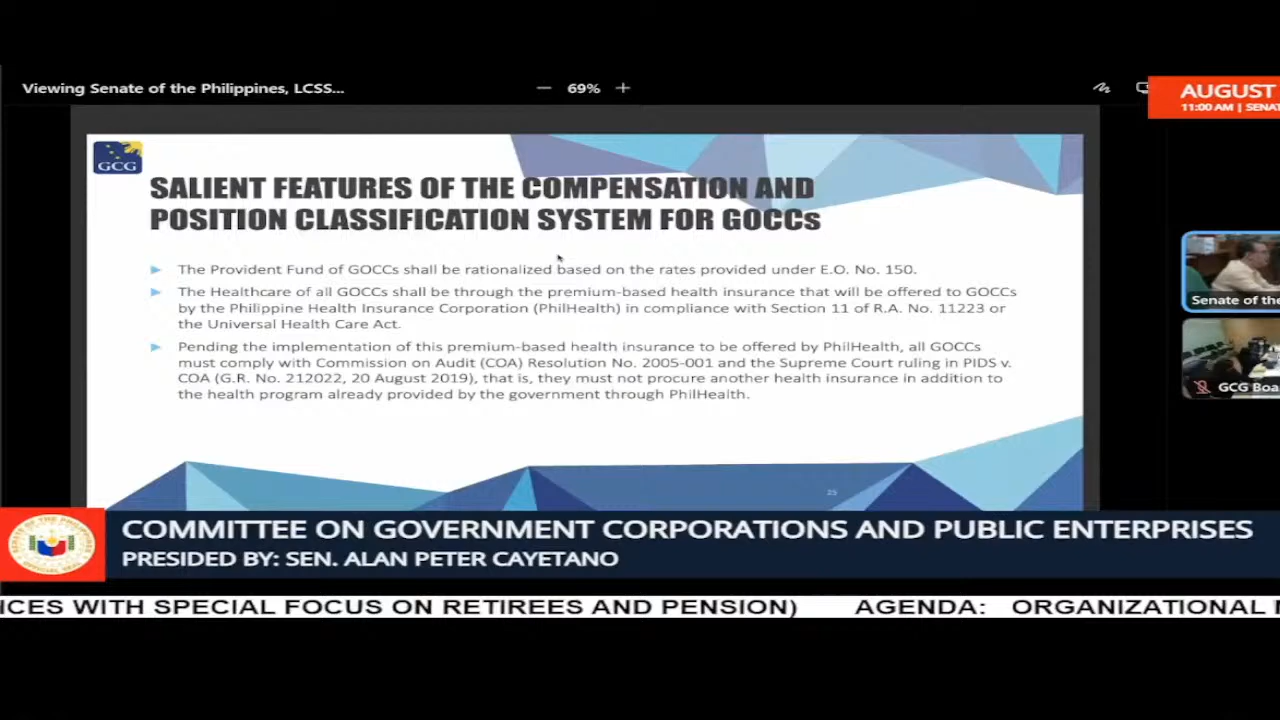 Viewing Senate of the Philippines, LCSS...
69%
AUGUST
11:00 AM | SENAT
GCG
SALIENT FEATURES OF THE COMPENSATION AND
POSITION CLASSIFICATION SYSTEM FOR GOCCs
The Provident Fund of GOCCs shall be rationalized based on the rates provided under E.O. No. 150.
The Healthcare of all GOCCs shall be through the premium-based health insurance that will be offered to GOCCs
by the Philippine Health Insurance Corporation (PhilHealth) in compliance with Section 11 of R.A. No. 11223 or
the Universal Health Care Act.
Pending the implementation of this premium-based health insurance to be offered by PhilHealth, all GOCCs
must comply with Commission on Audit (COA) Resolution No. 2005-001 and the Supreme Court ruling in PIDS v.
COA (G.R. No. 212022, 20 August 2019), that is, they must not procure another health insurance in addition to
the health program already provided by the government through PhilHealth.
25
Senate of the
GCG Boa
COMMITTEE ON GOVERNMENT CORPORATIONS AND PUBLIC ENTERPRISES
PRESIDED BY: SEN. ALAN PETER CAYETANO
NCES WITH SPECIAL FOCUS ON RETIREES AND PENSION) AGENDA: ORGANIZATIONAL